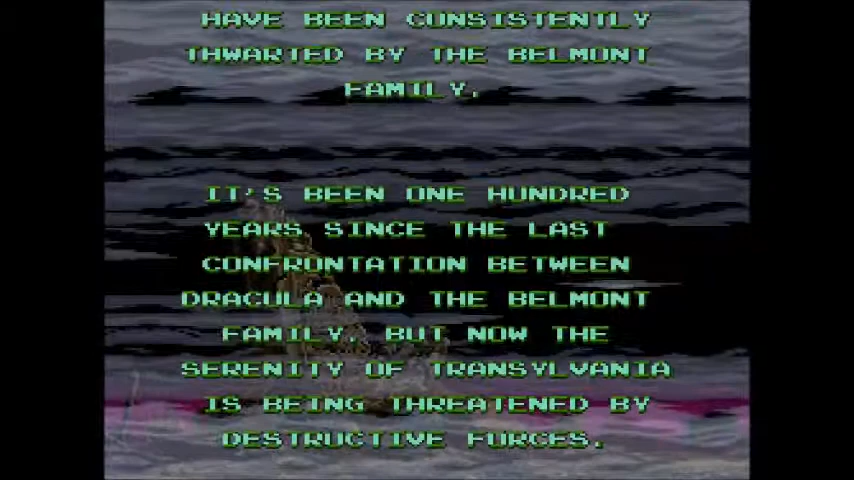 HAVE BEEN CONSISTENTLY
THWARTED BY THE BELMONT
FAMILY.
IT'S BEEN ONE HUNDRED
YEARS SINCE THE LAST
CONFRONTATION BETWEEN
DRACULA AND THE BELMONT
FAMILY. BUT NOW THE
SERENITY OF TRANSYLVANIA
IS BEING THREATENED BY
DESTRUCTIVE FORCES.